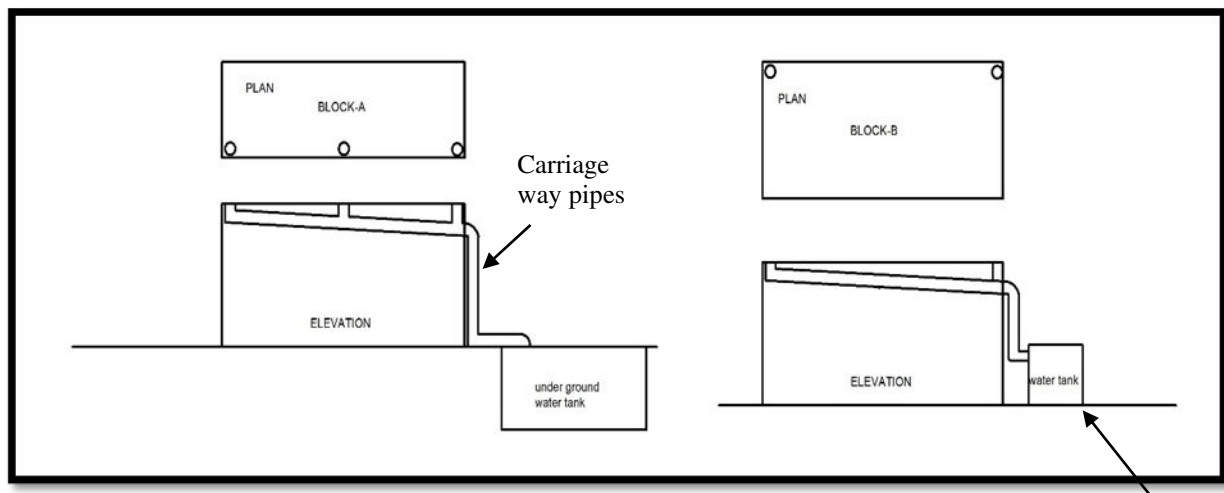 PLAN
BLOCK-A
Carriage
way pipes
ELEVATION
under ground
water tank
PLAN
BLOCK-B
ELEVATION
water tank